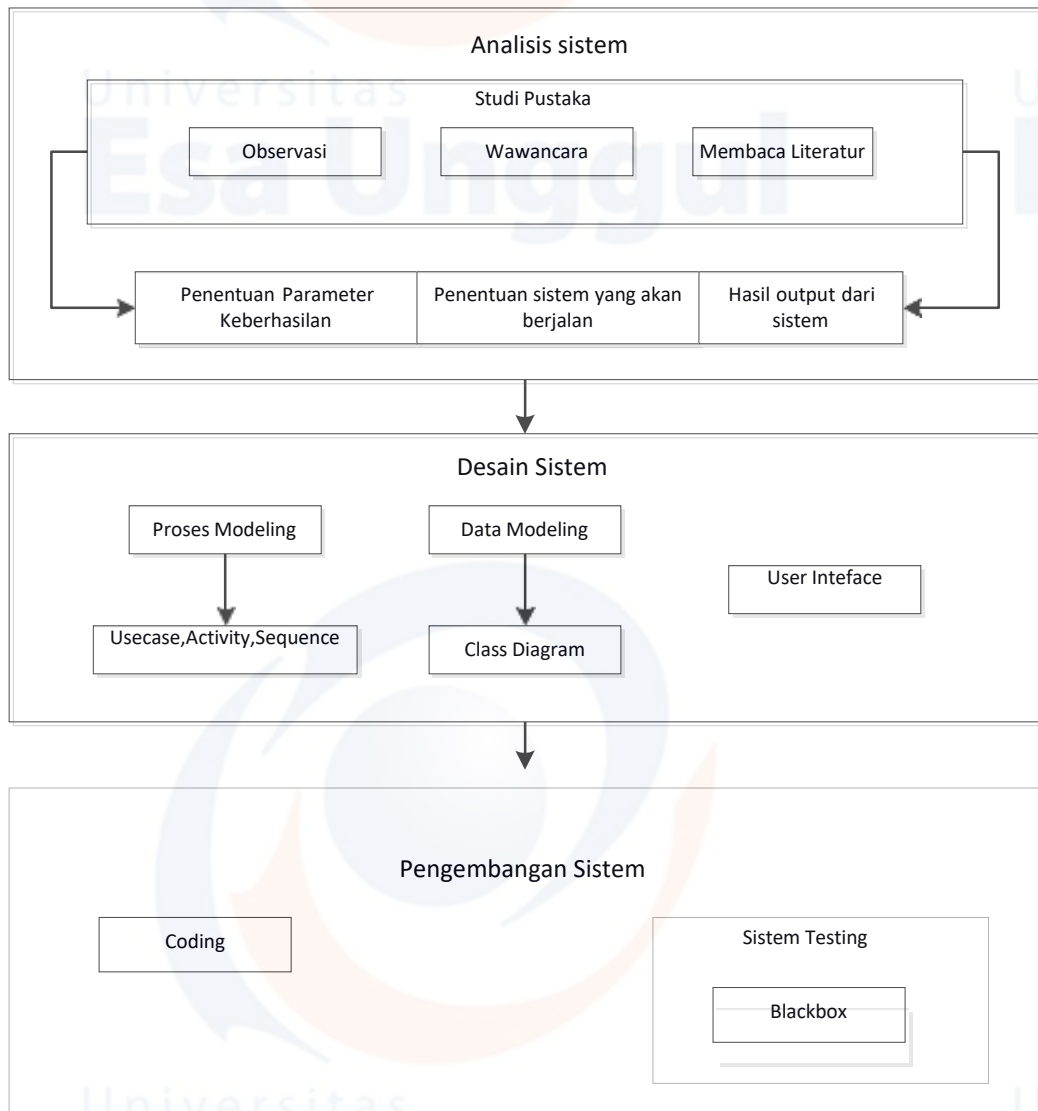 Analisis sistem
Universitas
Esa Unggul
Studi Pustaka
Observasi
Wawancara
Membaca Literatur
Penentuan Parameter
Keberhasilan
Penentuan sistem yang akan
berjalan
Hasil output dari
sistem
Desain Sistem
Proses Modeling
Data Modeling
User Inteface
Usecase,Activity,Sequence
Class Diagram
Pengembangan Sistem
Coding
Sistem Testing
Blackbox
Universitas